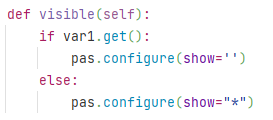 def visible(self):
    if var1.get():
        pas.configure(show='')
    else:
        pas.configure(show="*")